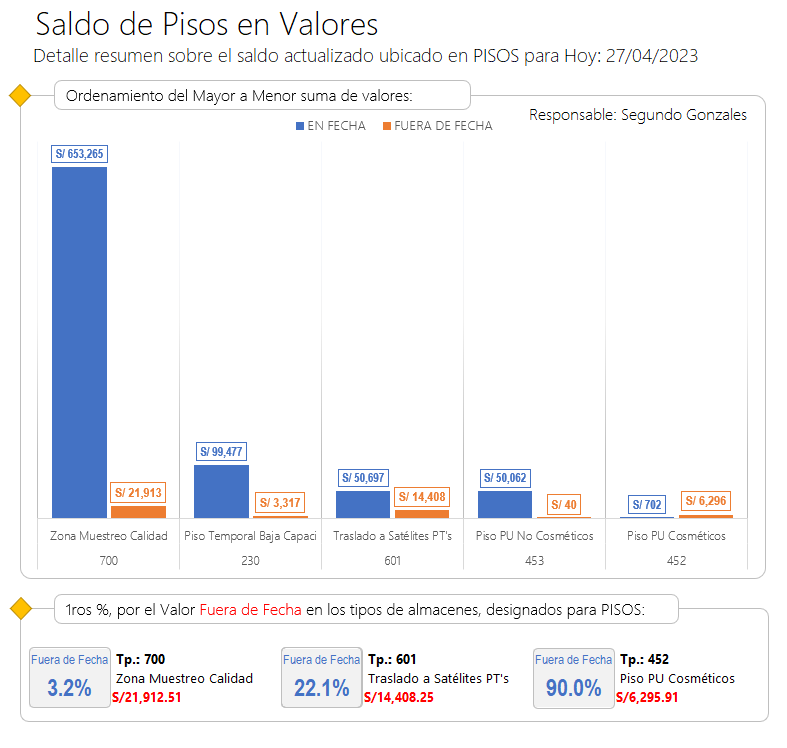 Saldo de Pisos en Valores
Detalle resumen sobre el saldo actualizado ubicado en PISOS para Hoy: 27/04/2023
Ordenamiento del Mayor a Menor suma de valores:
Responsable: Segundo Gonzales
EN FECHA FUERA DE FECHA
S/ 653,265
S/ 21,913
S/ 99,477
S/ 3,317
S/ 50,697
S/ 14,408
S/ 50,062
S/ 40
S/ 702
S/ 6,296
Zona Muestreo Calidad Piso Temporal Baja Capaci Traslado a Satélites PT's Piso PU No Cosméticos Piso PU Cosméticos
700 230 601 453 452
1ros %, por el Valor Fuera de Fecha en los tipos de almacenes, designados para PISOS:
Fuera de Fecha
3.2%
Tp.: 700
Zona Muestreo Calidad
S/21,912.51
Fuera de Fecha
22.1%
Tp.: 601
Traslado a Satélites PT's
S/14,408.25
Fuera de Fecha
90.0%
Tp.: 452
Piso PU Cosméticos
S/6,295.91